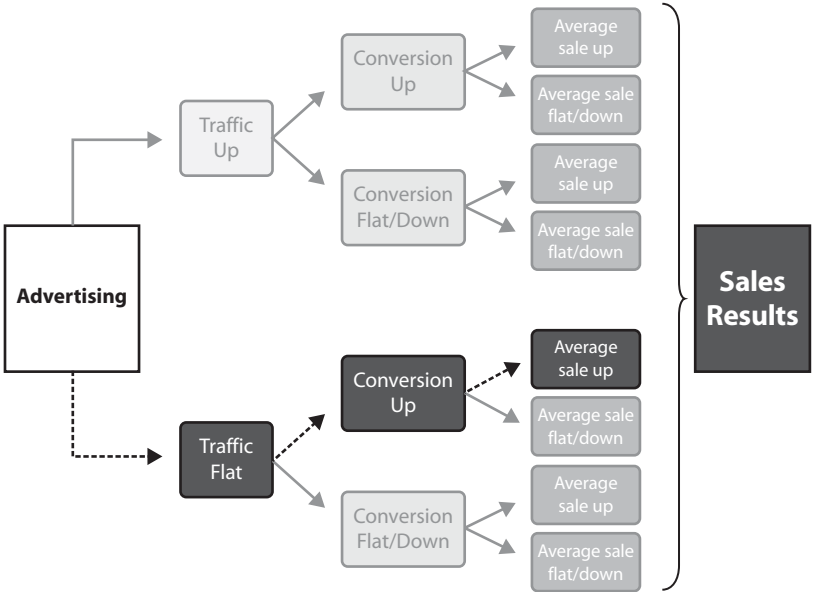 Advertising
Traffic
Up
Conversion
Up
Average
sale up
Average sale
flat/down
Conversion
Flat/Down
Average
sale up
Average sale
flat/down
Traffic
Flat
Conversion
Up
Average
sale up
Average sale
flat/down
Conversion
Flat/Down
Average
sale up
Average sale
flat/down
Sales
Results